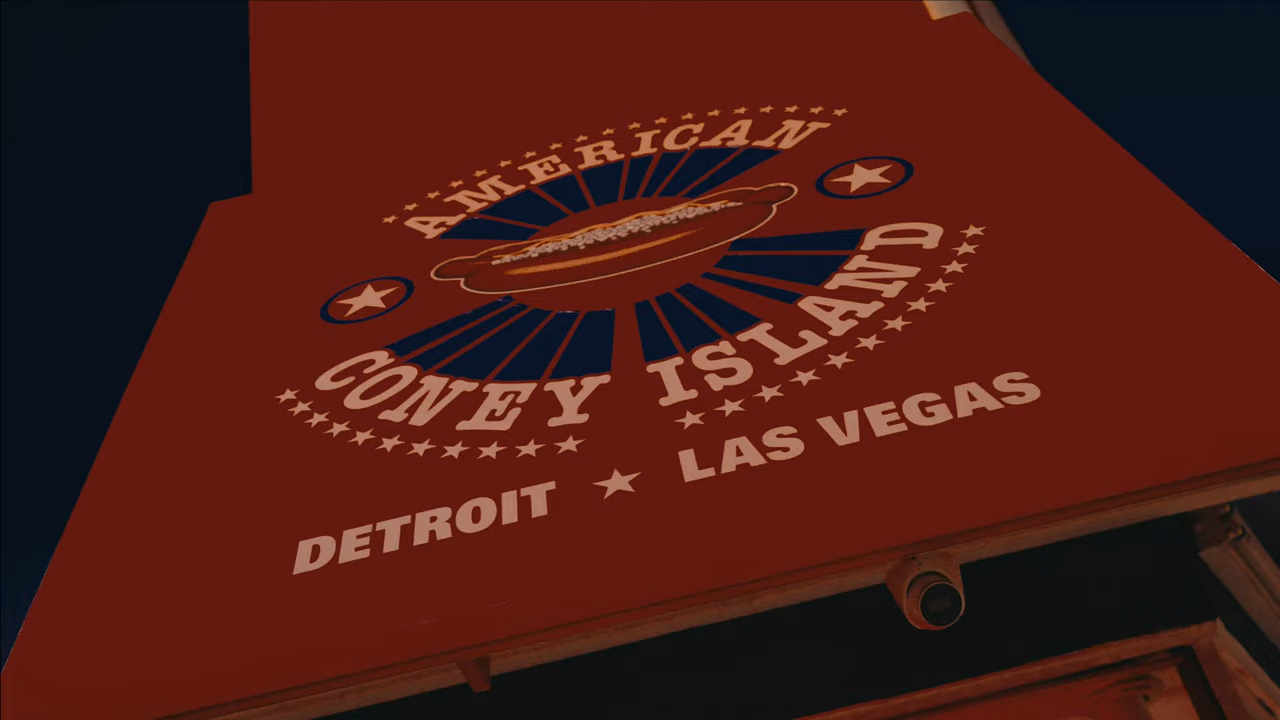 AMERICAN
CONEY ISLAND
DETROIT ★ LAS VEGAS